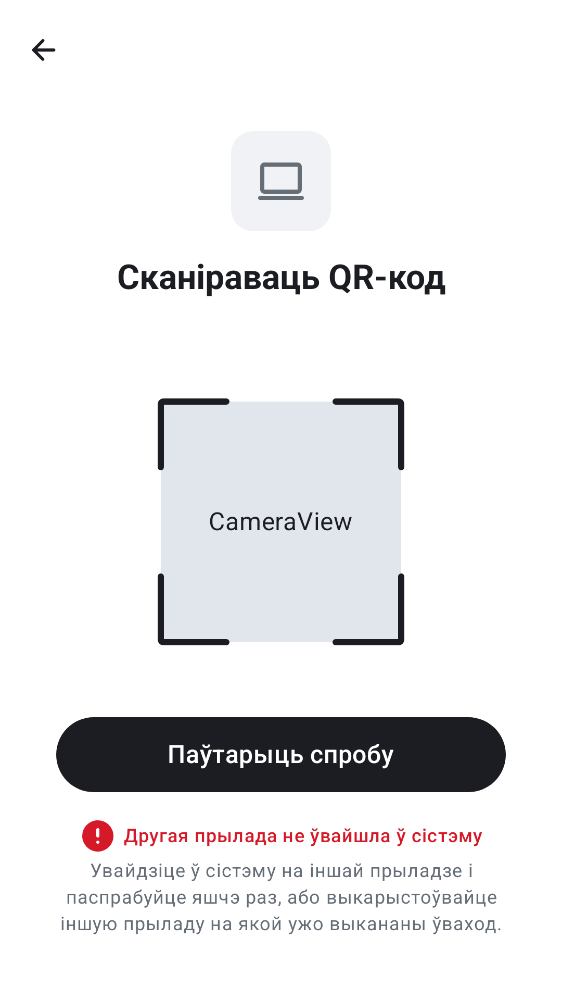 Сканіраваць QR-код
CameraView
Паўтарыць спробу
Другая прылада не ўвайшла ў сістэму
Увайдзіце ў сістэму на іншай прыладзе і
паспрабуйце яшчэ раз, або выкарыстоўвайце
іншую прыладу на якой ужо выкананы ўваход.